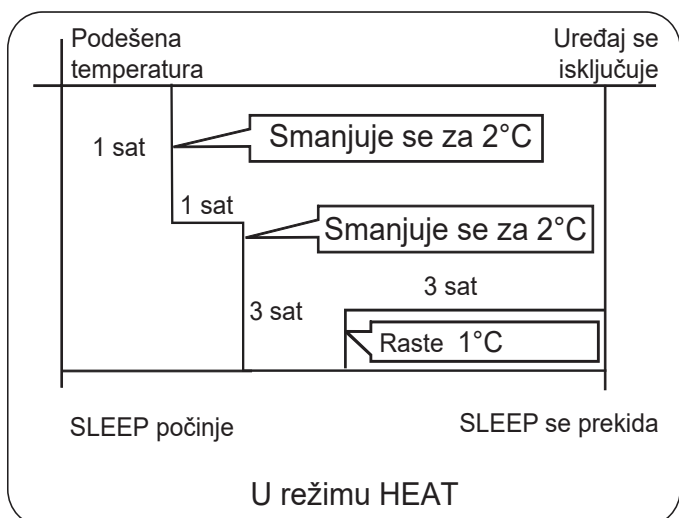 Podešena
temperatura
Uređaj se
isključuje
1 sat
Smanjuje se za 2°C
1 sat
Smanjuje se za 2°C
3 sat
3 sat
Raste 1°C
SLEEP počinje
SLEEP se prekida
U režimu HEAT